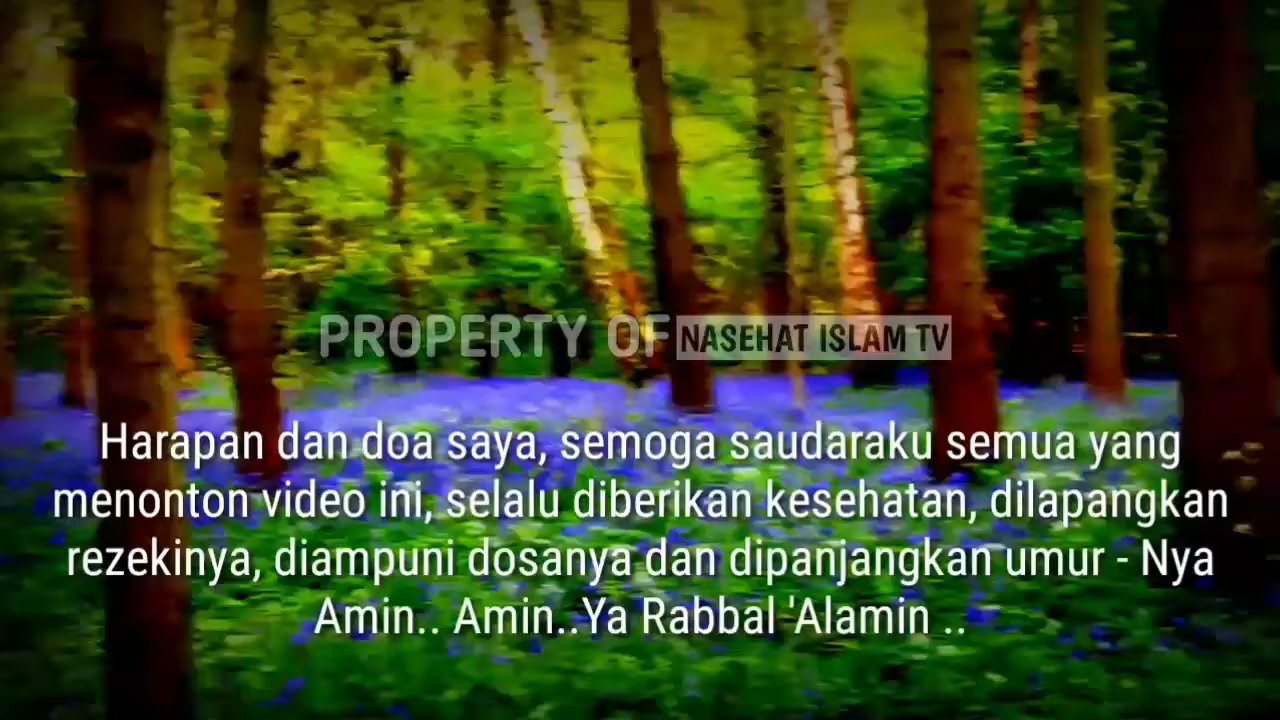 PROPERTY OF NASEHAT ISLAM TV
Harapan dan doa saya, semoga saudaraku semua yang
menonton video ini, selalu diberikan kesehatan, dilapangkan
rezekinya, diampuni dosanya dan dipanjangkan umur - Nya
Amin.. Amin..Ya Rabbal 'Alamin ..